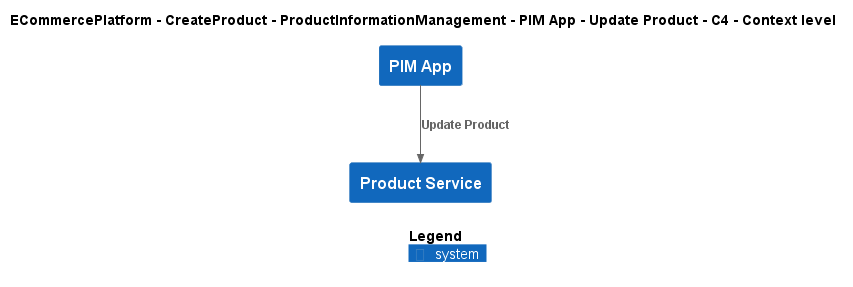 ECommercePlatform - CreateProduct - ProductInformationManagement - PIM App - Update Product - C4 - Context level
PIM App
Update Product
Product Service
Legend
system